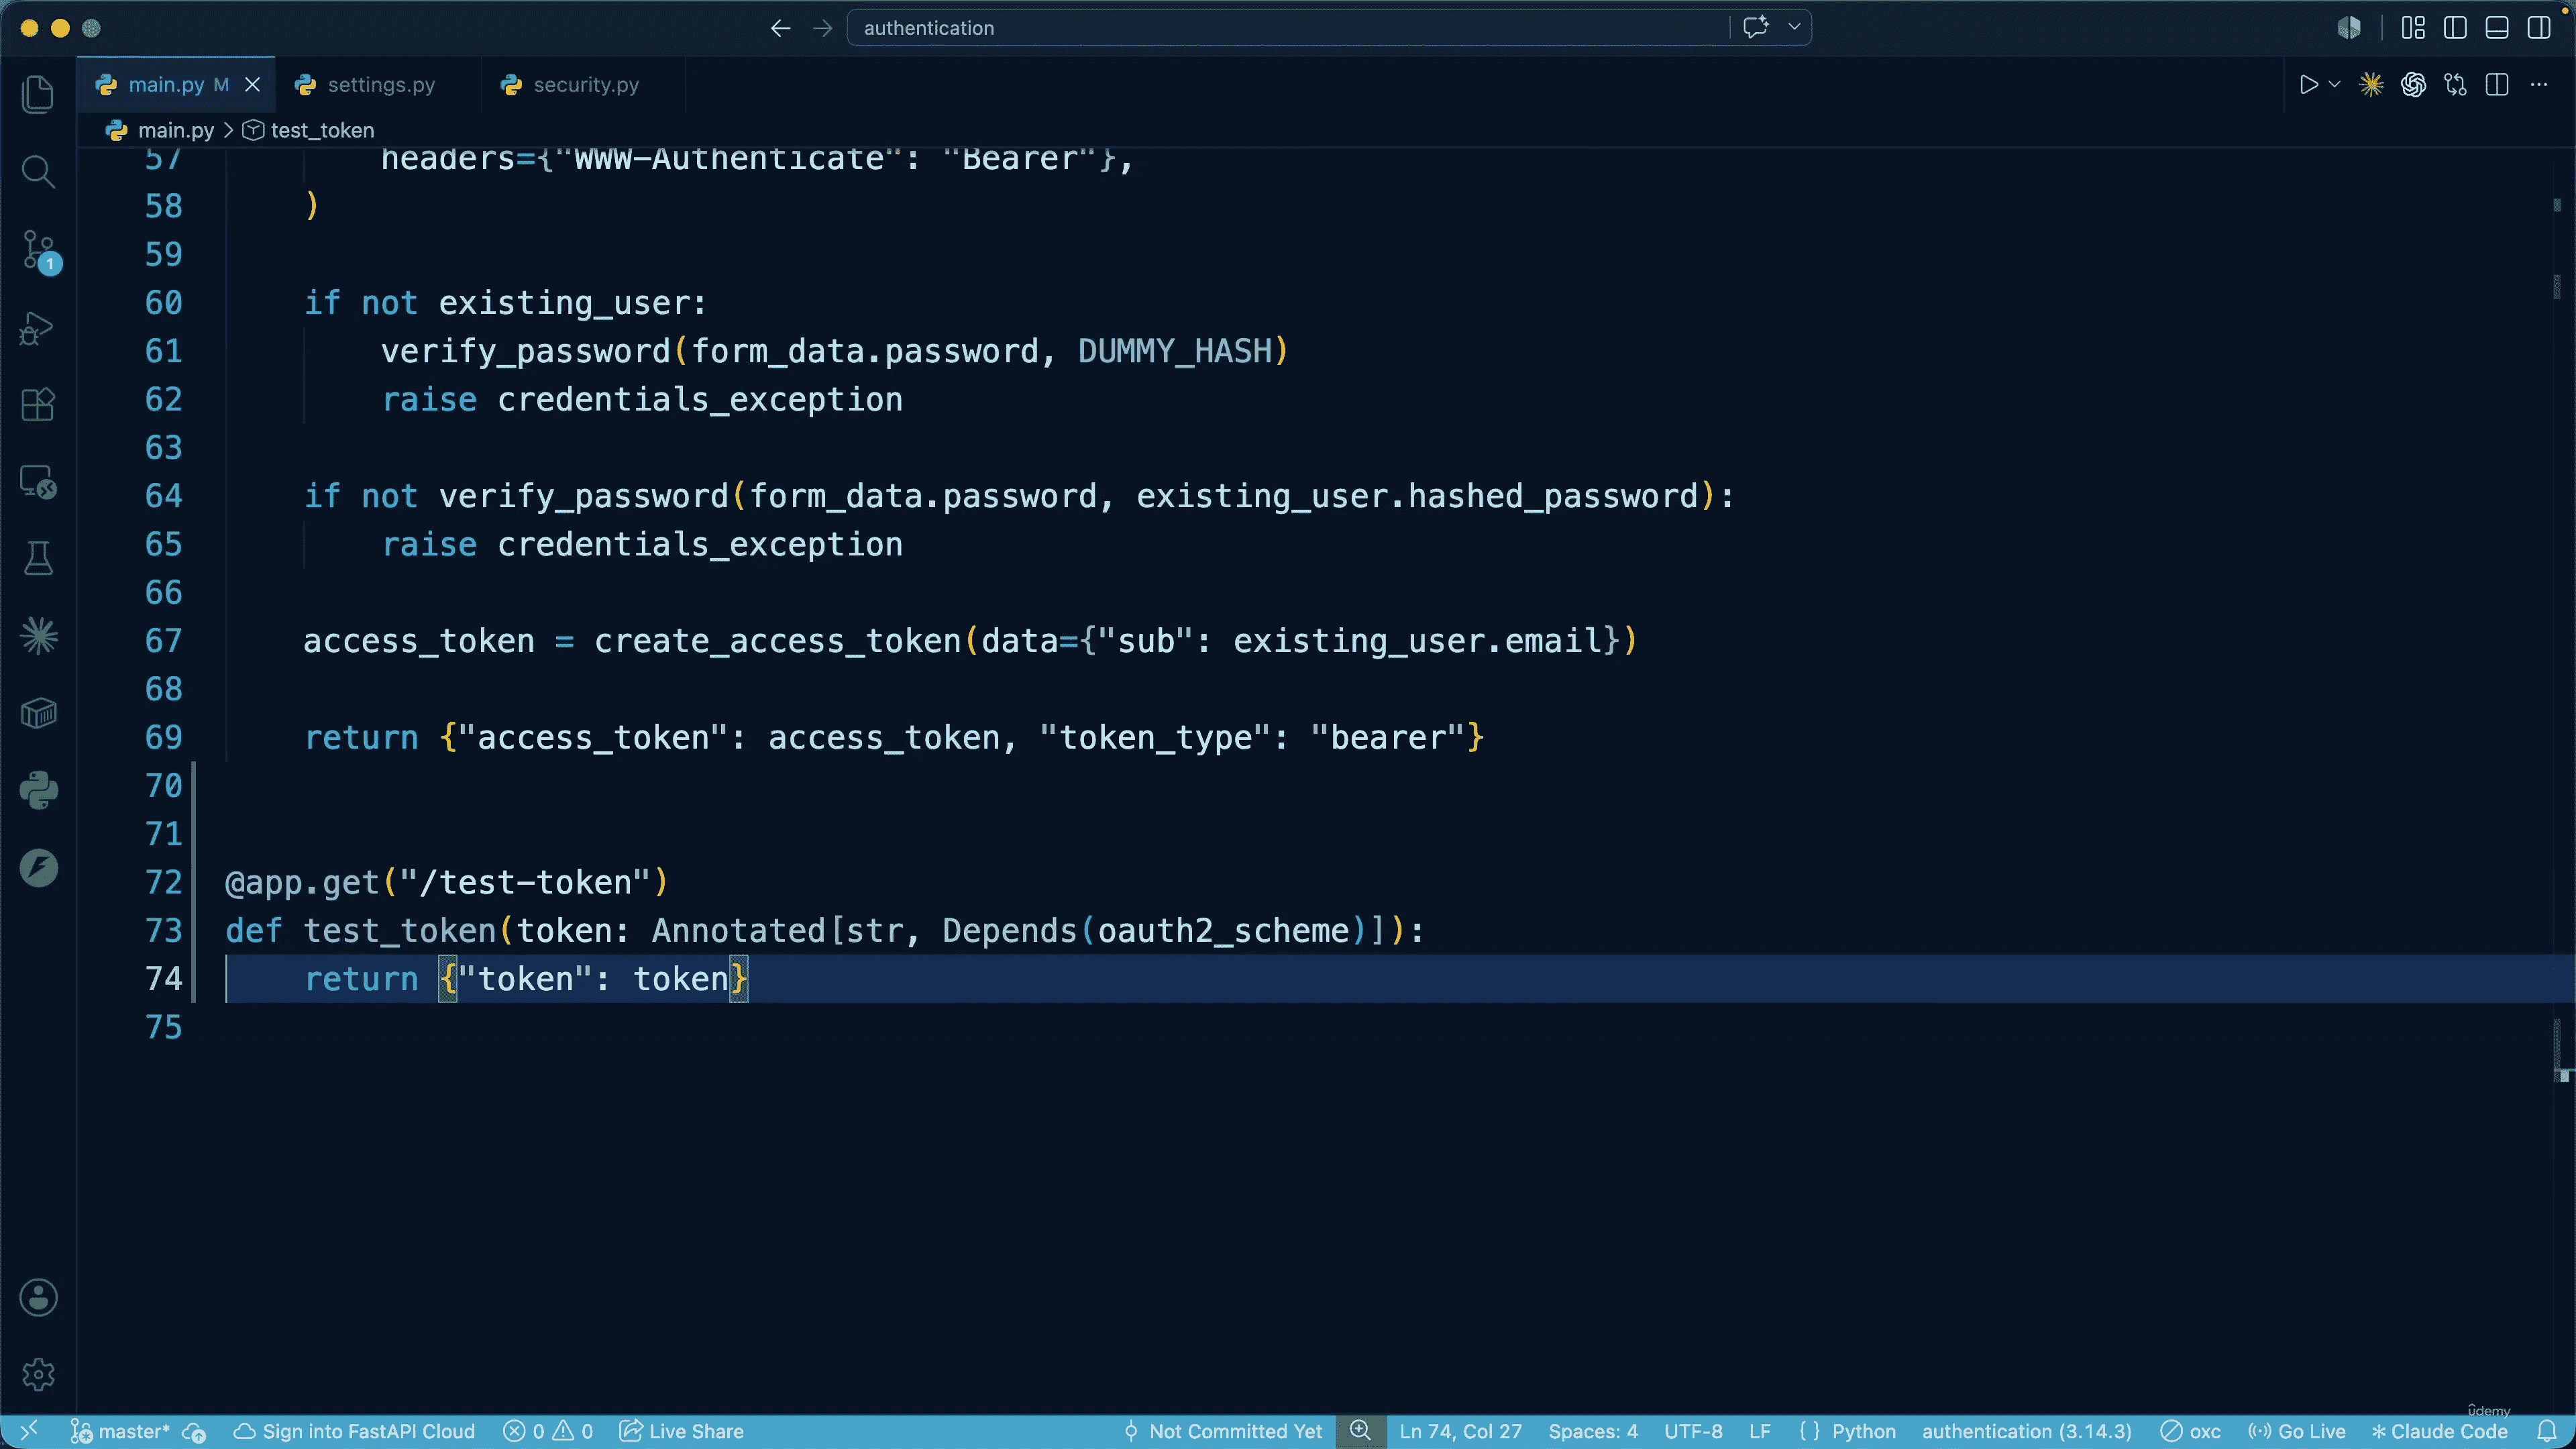 authentication
main.py M
settings.py
security.py
main.py > test_token
57 headers={"WWW-Authenticate": "Bearer"},
58 )
59
60 if not existing_user:
61 verify_password(form_data.password, DUMMY_HASH)
62 raise credentials_exception
63
64 if not verify_password(form_data.password, existing_user.hashed_password):
65 raise credentials_exception
66
67 access_token = create_access_token(data={"sub": existing_user.email})
68
69 return {"access_token": access_token, "token_type": "bearer"}
70
71
72 @app.get("/test-token")
73 def test_token(token: Annotated[str, Depends(oauth2_scheme)]):
74 return {"token": token}
75
1
udemy
master* Sign into FastAPI Cloud 0 0 Live Share Not Committed Yet Ln 74, Col 27 Spaces: 4 UTF-8 LF { } Python authentication (3.14.3) oxc Go Live Claude Code